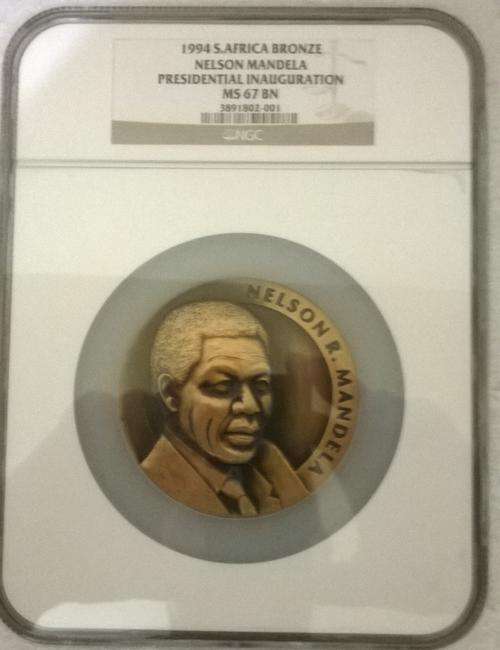 1994 S.AFRICA BRONZE
NELSON MANDELA
PRESIDENTIAL INAUGURATION
MS 67 BN
3891802-001
NGC
NELSON R. MANDELA